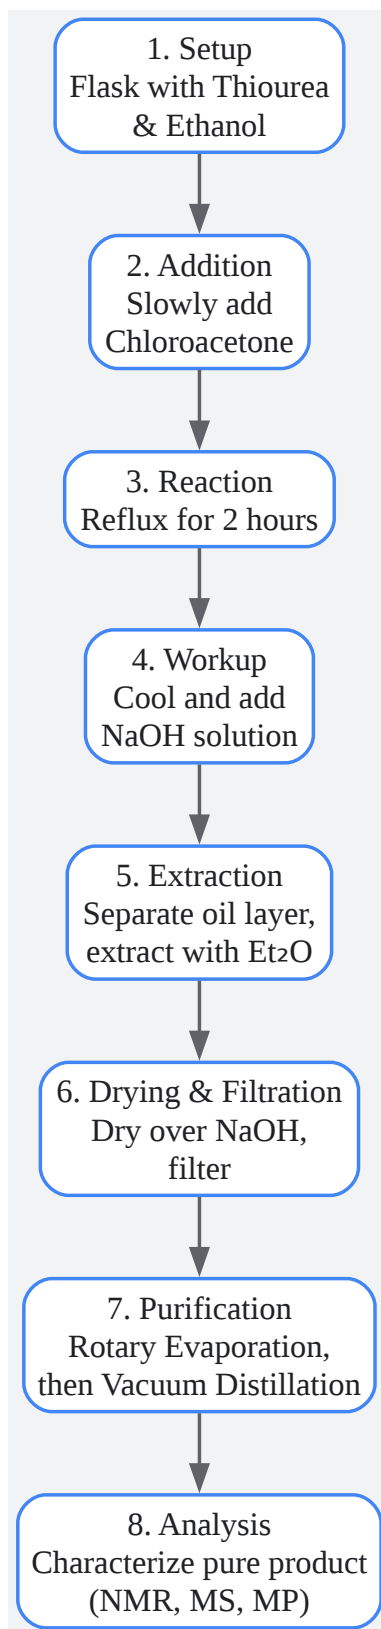 1. Setup
Flask with Thiourea
& Ethanol
2. Addition
Slowly add
Chloroacetone
3. Reaction
Reflux for 2 hours
4. Workup
Cool and add
NaOH solution
5. Extraction
Separate oil layer,
extract with Et₂O
6. Drying & Filtration
Dry over NaOH,
filter
7. Purification
Rotary Evaporation,
then Vacuum Distillation
8. Analysis
Characterize pure product
(NMR, MS, MP)